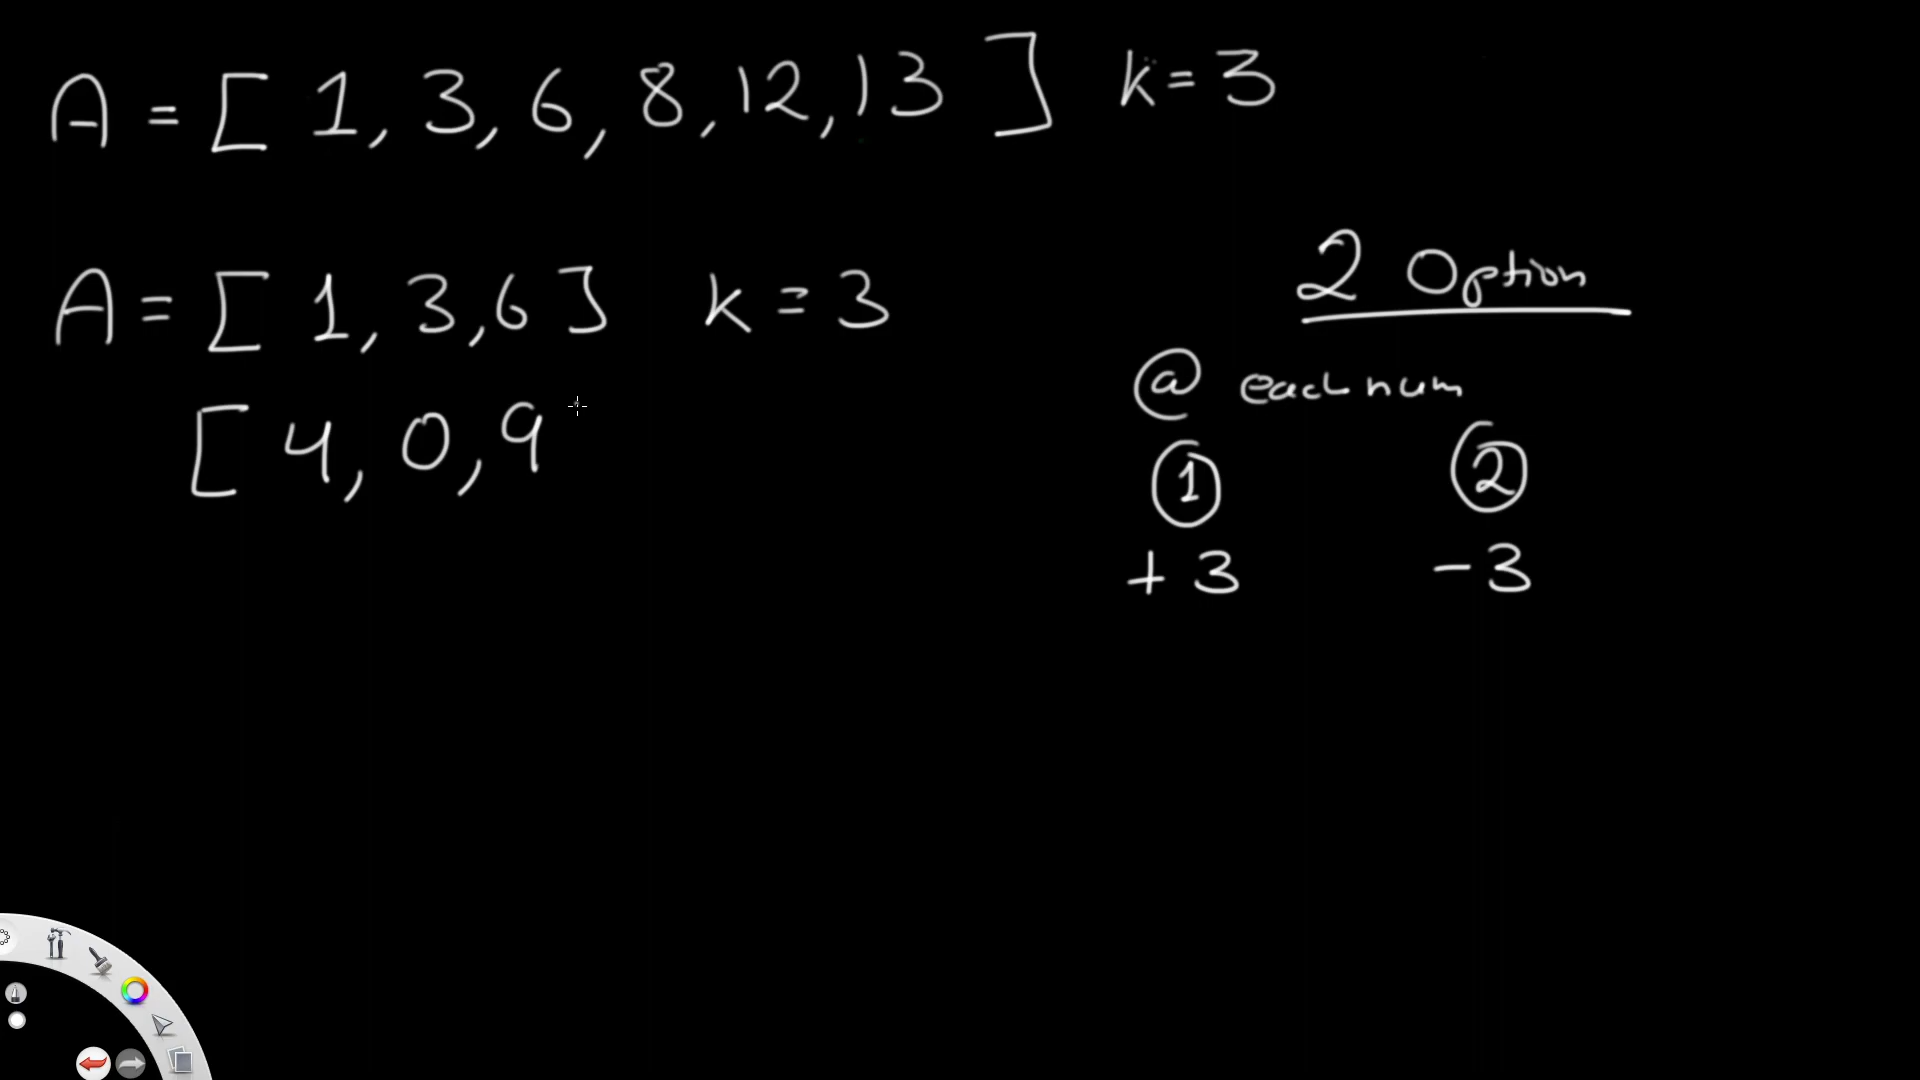 A = [ 1, 3, 6, 8, 12, 13 ] k = 3
A = [ 1, 3, 6 ] k = 3
[ 4, 0, 9
2 Option
@ each num
1 2
+ 3 - 3